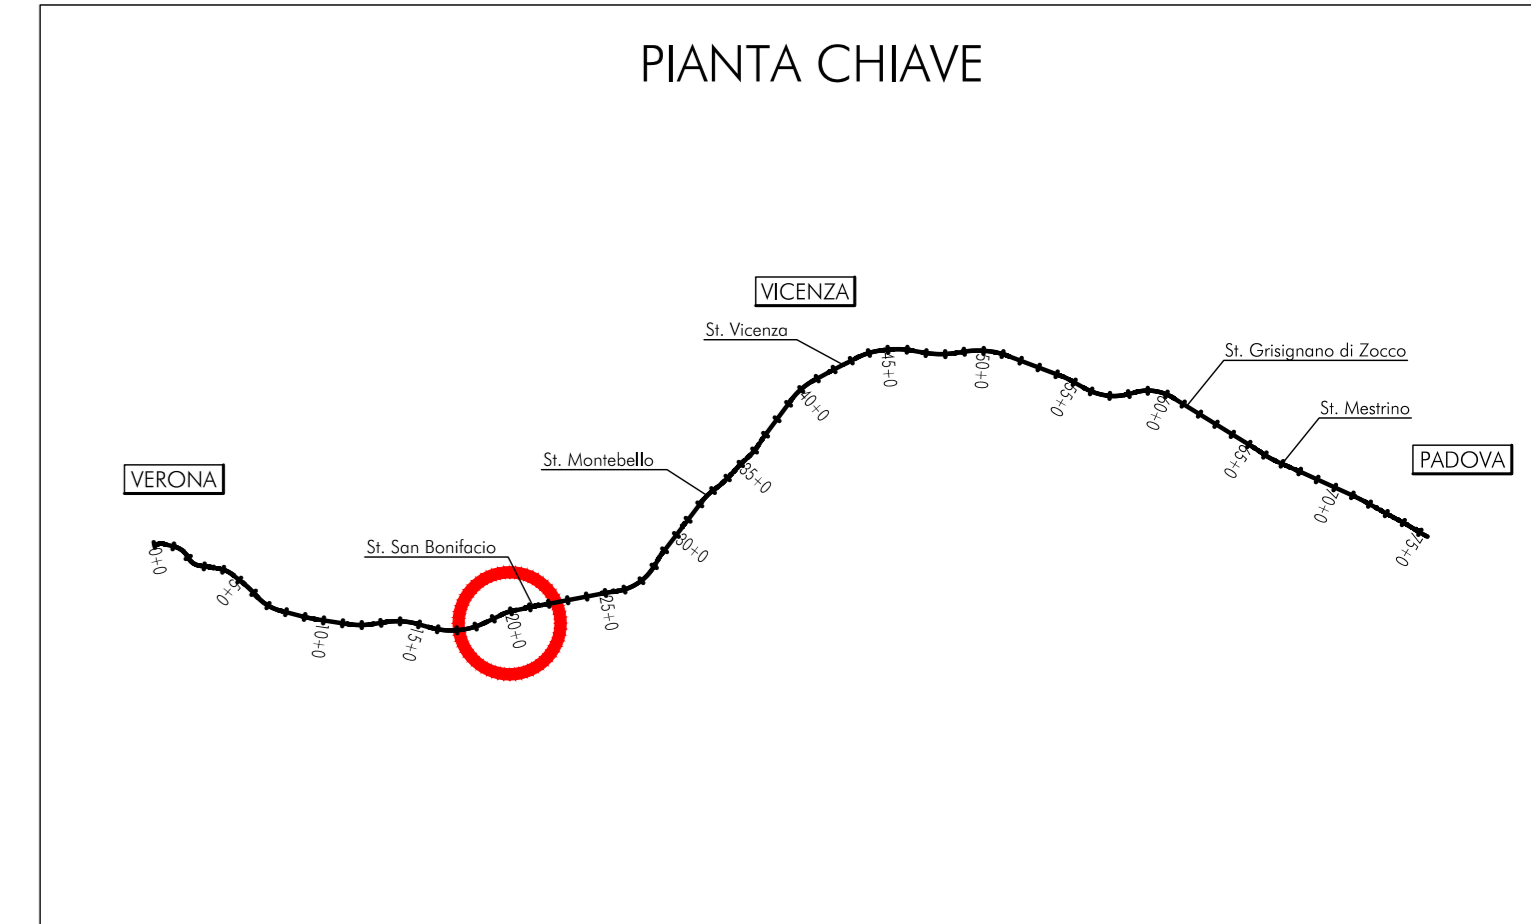 PIANTA CHIAVE
VICENZA
St. Vicenza
St. Grisignano di Zocco
St. Mestrino
PADOVA
St. Montebello
VERONA
St. San Bonifacio
0+0
5+0
10+0
15+0
20+0
25+0
30+0
35+0
40+0
45+0
50+0
55+0
60+0
65+0
70+0
75+0